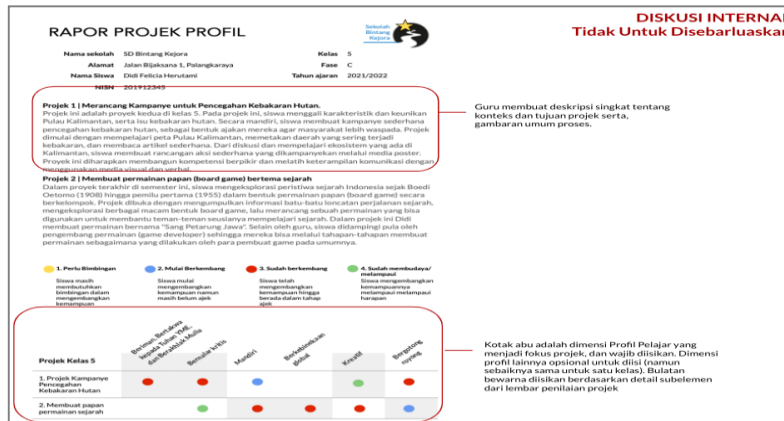 DISKUSI INTERNAL
Tidak Untuk Disebarluaskan
RAPOR PROJEK PROFIL
Sekolah
Bintang
Kejora
Nama sekolah SD Bintang Kejora Kelas 5
Alamat Jalan Bijaksana 1, Palangkaraya Fase C
Nama Siswa Didi Felicia Herutami Tahun ajaran 2021/2022
NISN 201912345
Projek 1 | Merancang Kampanye untuk Pencegahan Kebakaran Hutan.
Projek ini adalah proyek kedua di kelas 5. Pada projek ini, siswa menggali karakteristik dan keunikan
Pulau Kalimantan, serta isu kebakaran hutan. Secara mandiri, siswa membuat kampanye sederhana
pencegahan kebakaran hutan, sebagai bentuk ajakan mereka agar masyarakat lebih waspada. Projek
dimulai dengan mempelajari peta Pulau Kalimantan, memetakan daerah yang sering terjadi
kebakaran, dan membaca artikel sederhana. Dari diskusi dan mempelajari ekosistem yang ada di
Kalimantan, siswa membuat rancangan aksi sederhana yang dikampanyekan melalui media poster.
Proyek ini diharapkan membangun kompetensi berpikir dan melatih keterampilan komunikasi dengan
menggunakan media visual dan verbal.
Guru membuat deskripsi singkat tentang
konteks dan tujuan projek serta,
gambaran umum proses.
Projek 2 | Membuat permainan papan (board game) bertema sejarah
Dalam proyek terakhir di semester ini, siswa mengeksplorasi peristiwa sejarah Indonesia sejak Boedi
Oetomo (1908) hingga pemilu pertama (1955) dalam bentuk permainan papan (board game) secara
berkelompok. Projek dibuka dengan mengumpulkan informasi batu-batu loncatan perjalanan sejarah,
mengeksplorasi berbagai macam bentuk board game, lalu merancang sebuah permainan yang bisa
digunakan untuk membantu teman-teman seusianya mempelajari sejarah. Dalam projek ini Didi
membuat permainan bernama "Sang Petarung Jawa". Selain oleh guru, siswa didampingi pula oleh
pengembang permainan (game developer) sehingga mereka bisa melalui tahapan-tahapan membuat
permainan sebagaimana yang dilakukan oleh para pembuat game pada umumnya.
1. Perlu Bimbingan
Siswa masih
membutuhkan
bimbingan dalam
mengembangkan
kemampuan
2. Mulai Berkembang
Siswa mulai
mengembangkan
kemampuan namun
masih belum ajek
3. Sudah berkembang
Siswa telah
mengembangkan
kemampuan hingga
berada dalam tahap
ajek
4. Sudah membudaya/
melampaui
Siswa mengembangkan
kemampuannya
melampaui melampaui
harapan
Projek Kelas 5
Beriman, Bertakwa
kepada Tuhan YME,
dan Berakhlak Mulia
Bernalar kritis
Mandiri
Berkebinekaan
global
Kreatif
Bergotong
royong
1. Projek Kampanye
Pencegahan
Kebakaran Hutan
2. Membuat papan
permainan sejarah
Kotak abu adalah dimensi Profil Pelajar yang
menjadi fokus projek, dan wajib diisikan. Dimensi
profil lainnya opsional untuk diisi (namun
sebaiknya sama untuk satu kelas). Bulatan
bewarna diisikan berdasarkan detail subelemen
dari lembar penilaian projek